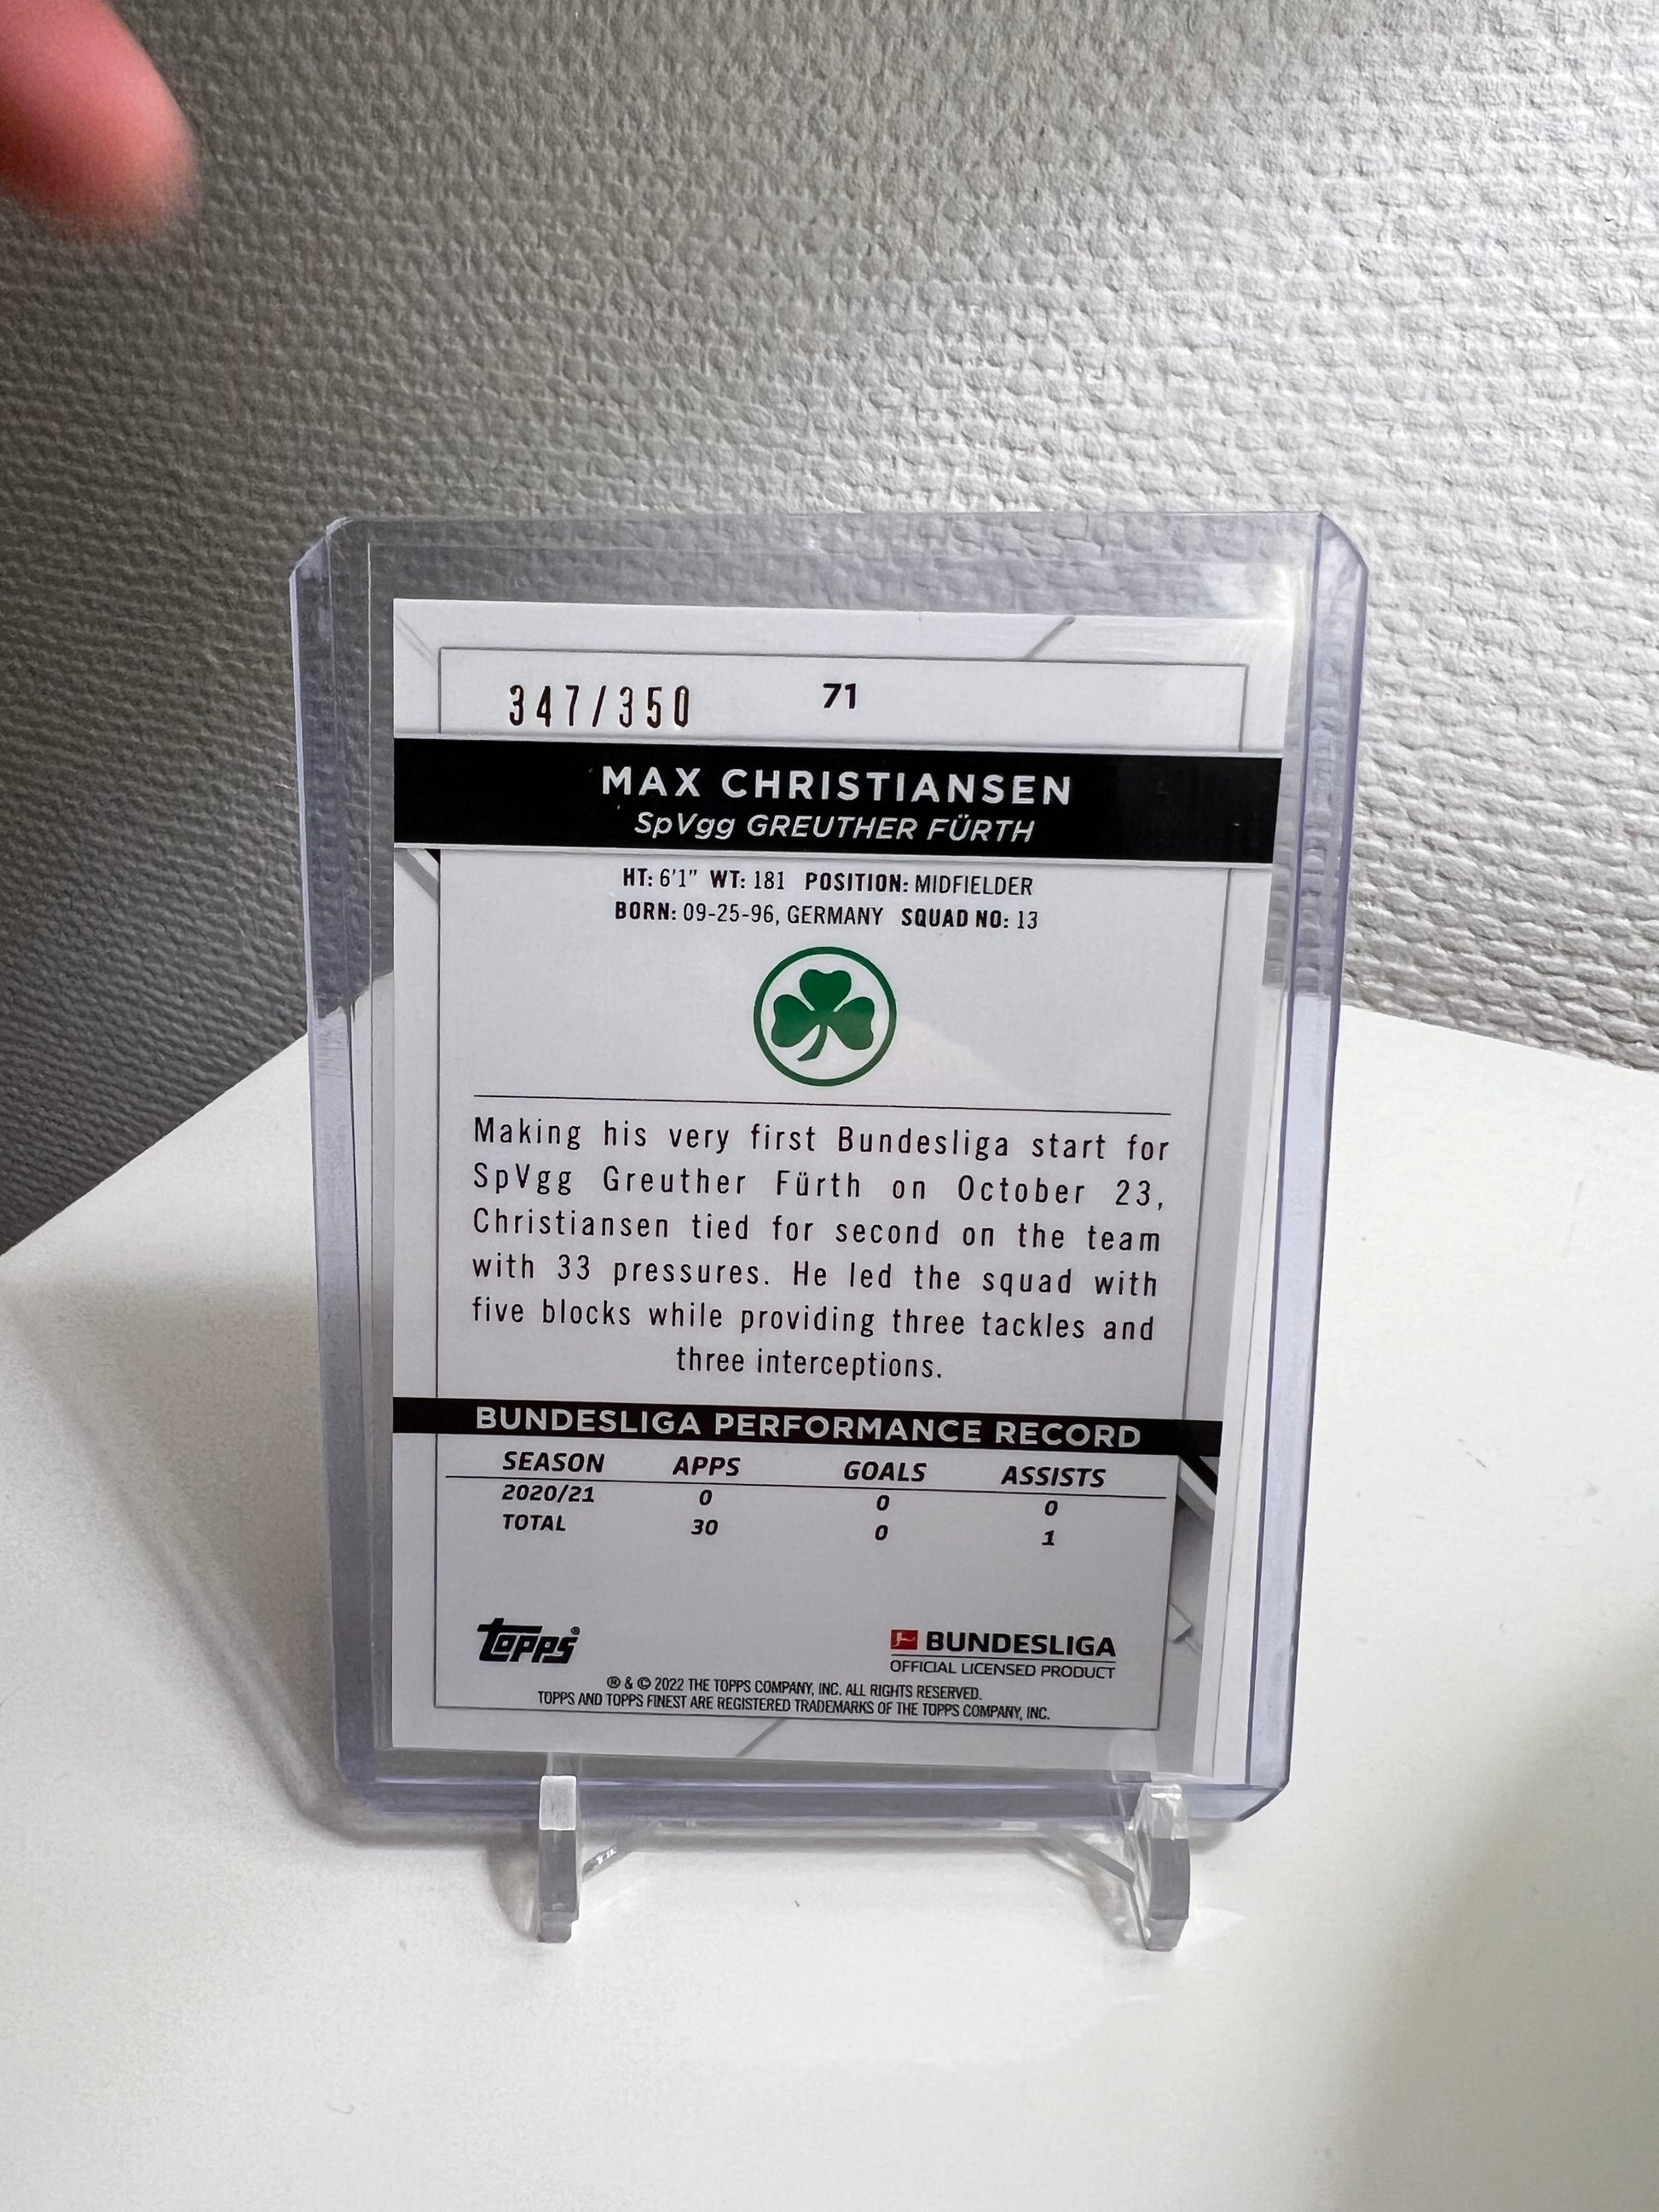 347/350 71
MAX CHRISTIANSEN
SpVgg GREUTHER FÜRTH
HT: 6'1" WT: 181 POSITION: MIDFIELDER
BORN: 09-25-96, GERMANY SQUAD NO: 13
Making his very first Bundesliga start for
SpVgg Greuther Fürth on October 23,
Christiansen tied for second on the team
with 33 pressures. He led the squad with
five blocks while providing three tackles and
three interceptions.
BUNDESLIGA PERFORMANCE RECORD
SEASON APPS GOALS ASSISTS
2020/21 0 0 0
TOTAL 30 0 1
topps®
BUNDESLIGA
OFFICIAL LICENSED PRODUCT
® & © 2022 THE TOPPS COMPANY, INC. ALL RIGHTS RESERVED.
TOPPS AND TOPPS FINEST ARE REGISTERED TRADEMARKS OF THE TOPPS COMPANY, INC.